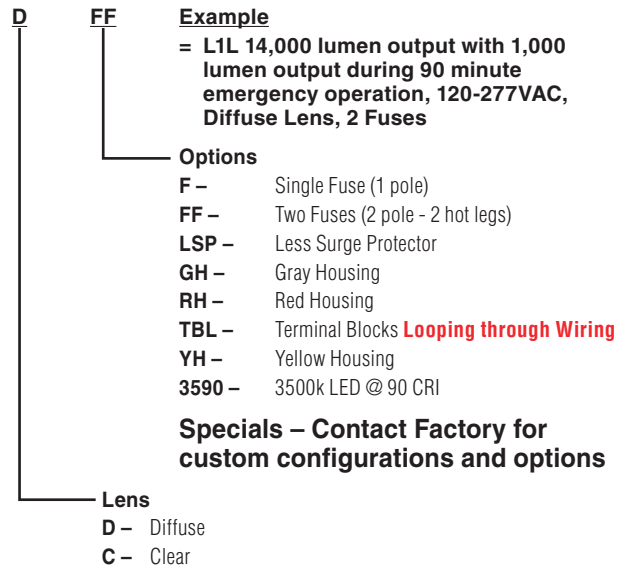 D FF Example
= L1L 14,000 lumen output with 1,000
lumen output during 90 minute
emergency operation, 120-277VAC,
Diffuse Lens, 2 Fuses
Options
F – Single Fuse (1 pole)
FF – Two Fuses (2 pole - 2 hot legs)
LSP – Less Surge Protector
GH – Gray Housing
RH – Red Housing
TBL – Terminal Blocks Looping through Wiring
YH – Yellow Housing
3590 – 3500k LED @ 90 CRI
Specials – Contact Factory for
custom configurations and options
Lens
D – Diffuse
C – Clear